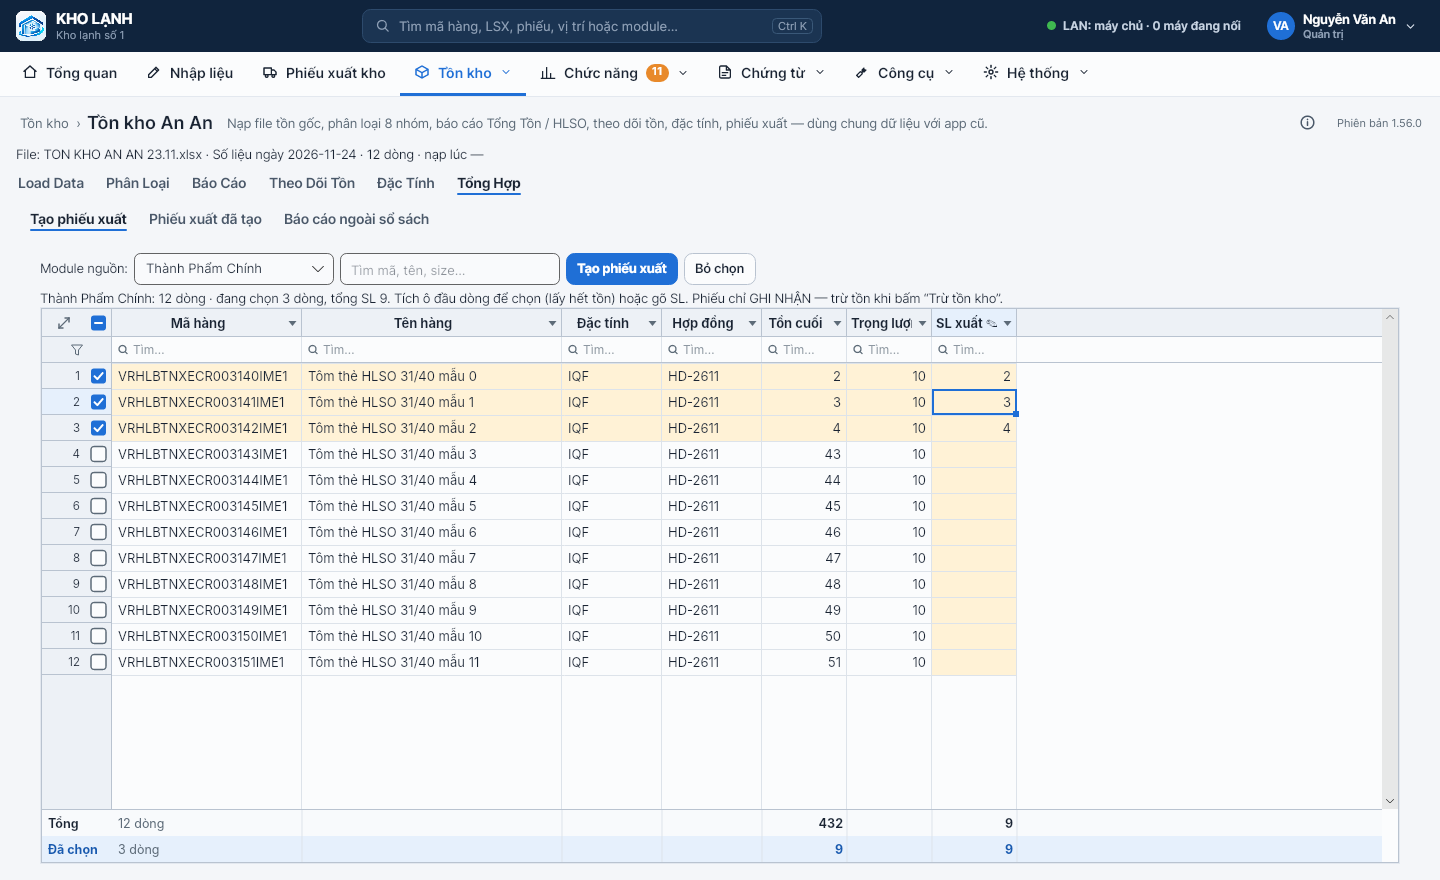 KHO LẠNH
Kho lạnh số 1
Tìm mã hàng, LSX, phiếu, vị trí hoặc module...
Ctrl K
LAN: máy chủ · 0 máy đang nối
VA
Nguyễn Văn An
Quản trị
Tổng quan
Nhập liệu
Phiếu xuất kho
Tồn kho
Chức năng 11
Chứng từ
Công cụ
Hệ thống
Tồn kho › Tồn kho An An
Nạp file tồn gốc, phân loại 8 nhóm, báo cáo Tổng Tồn / HLSO, theo dõi tồn, đặc tính, phiếu xuất — dùng chung dữ liệu với app cũ.
Phiên bản 1.56.0
File: TON KHO AN AN 23.11.xlsx · Số liệu ngày 2026-11-24 · 12 dòng · nạp lúc —
Load Data
Phân Loại
Báo Cáo
Theo Dõi Tồn
Đặc Tính
Tổng Hợp
Tạo phiếu xuất
Phiếu xuất đã tạo
Báo cáo ngoài sổ sách
Module nguồn: Thành Phẩm Chính
Tìm mã, tên, size...
Tạo phiếu xuất
Bỏ chọn
Thành Phẩm Chính: 12 dòng · đang chọn 3 dòng, tổng SL 9. Tích ô đầu dòng để chọn (lấy hết tồn) hoặc gõ SL. Phiếu chỉ GHI NHẬN — trừ tồn khi bấm “Trừ tồn kho”.
Mã hàng Tên hàng Đặc tính Hợp đồng Tồn cuối Trọng lượ SL xuất
Tìm... Tìm... Tìm... Tìm... Tìm... Tìm... Tìm...
1 VRHLBTNXECR003140IME1 Tôm thẻ HLSO 31/40 mẫu 0 IQF HD-2611 2 10 2
2 VRHLBTNXECR003141IME1 Tôm thẻ HLSO 31/40 mẫu 1 IQF HD-2611 3 10 3
3 VRHLBTNXECR003142IME1 Tôm thẻ HLSO 31/40 mẫu 2 IQF HD-2611 4 10 4
4 VRHLBTNXECR003143IME1 Tôm thẻ HLSO 31/40 mẫu 3 IQF HD-2611 43 10
5 VRHLBTNXECR003144IME1 Tôm thẻ HLSO 31/40 mẫu 4 IQF HD-2611 44 10
6 VRHLBTNXECR003145IME1 Tôm thẻ HLSO 31/40 mẫu 5 IQF HD-2611 45 10
7 VRHLBTNXECR003146IME1 Tôm thẻ HLSO 31/40 mẫu 6 IQF HD-2611 46 10
8 VRHLBTNXECR003147IME1 Tôm thẻ HLSO 31/40 mẫu 7 IQF HD-2611 47 10
9 VRHLBTNXECR003148IME1 Tôm thẻ HLSO 31/40 mẫu 8 IQF HD-2611 48 10
10 VRHLBTNXECR003149IME1 Tôm thẻ HLSO 31/40 mẫu 9 IQF HD-2611 49 10
11 VRHLBTNXECR003150IME1 Tôm thẻ HLSO 31/40 mẫu 10 IQF HD-2611 50 10
12 VRHLBTNXECR003151IME1 Tôm thẻ HLSO 31/40 mẫu 11 IQF HD-2611 51 10
Tổng 12 dòng 432 9
Đã chọn 3 dòng 9 9